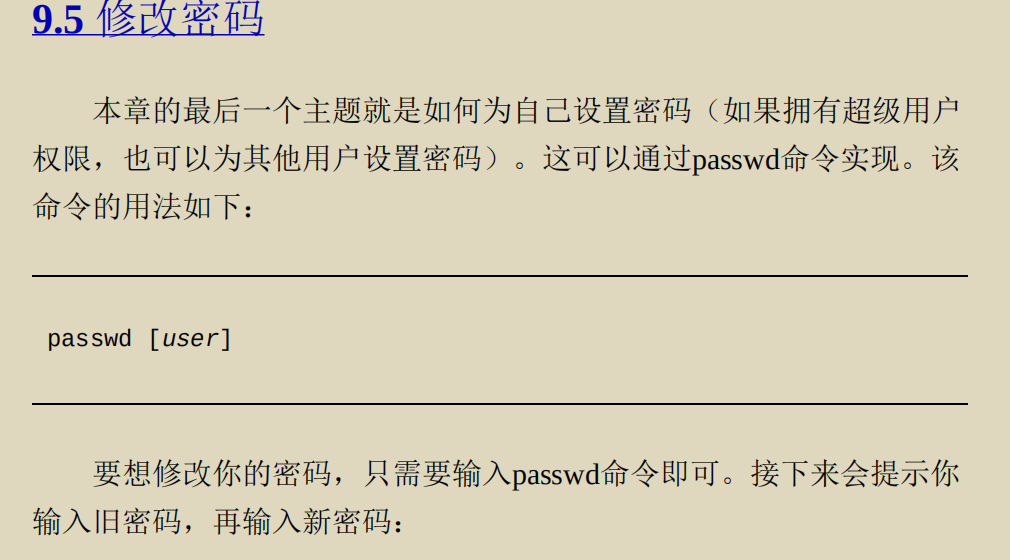 9.5 修改密码
本章的最后一个主题就是如何为自己设置密码（如果拥有超级用户
权限，也可以为其他用户设置密码）。这可以通过passwd命令实现。该
命令的用法如下：
passwd [user]
要想修改你的密码，只需要输入passwd命令即可。接下来会提示你
输入旧密码，再输入新密码：